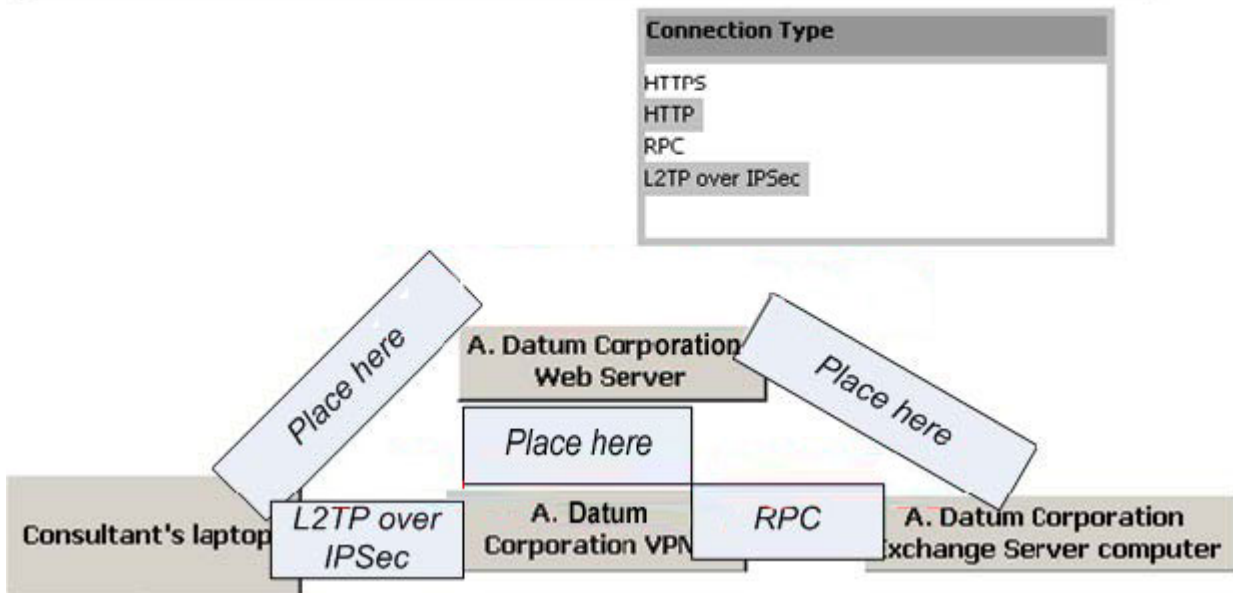 Connection Type
HTTPS
HTTP
RPC
L2TP over IPSec
Place here
A. Datum Corporation
Web Server
Place here
Place here
Consultant's laptop
L2TP over
IPSec
A. Datum
Corporation VPN
RPC
A. Datum Corporation
xchange Server computer